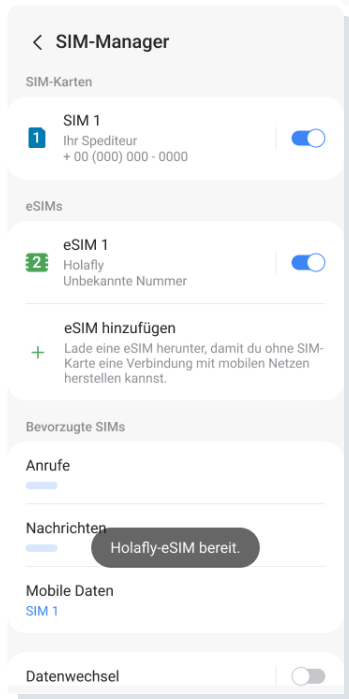 SIM-Manager
SIM-Karten
1
SIM 1
Ihr Spediteur
+ 00 (000) 000 - 0000
eSIMs
2
eSIM 1
Holafly
Unbekannte Nummer
eSIM hinzufügen
Lade eine eSIM herunter, damit du ohne SIM-
Karte eine Verbindung mit mobilen Netzen
herstellen kannst.
Bevorzugte SIMs
Anrufe
Nachrichten
Holafly-eSIM bereit.
Mobile Daten
SIM 1
Datenwechsel